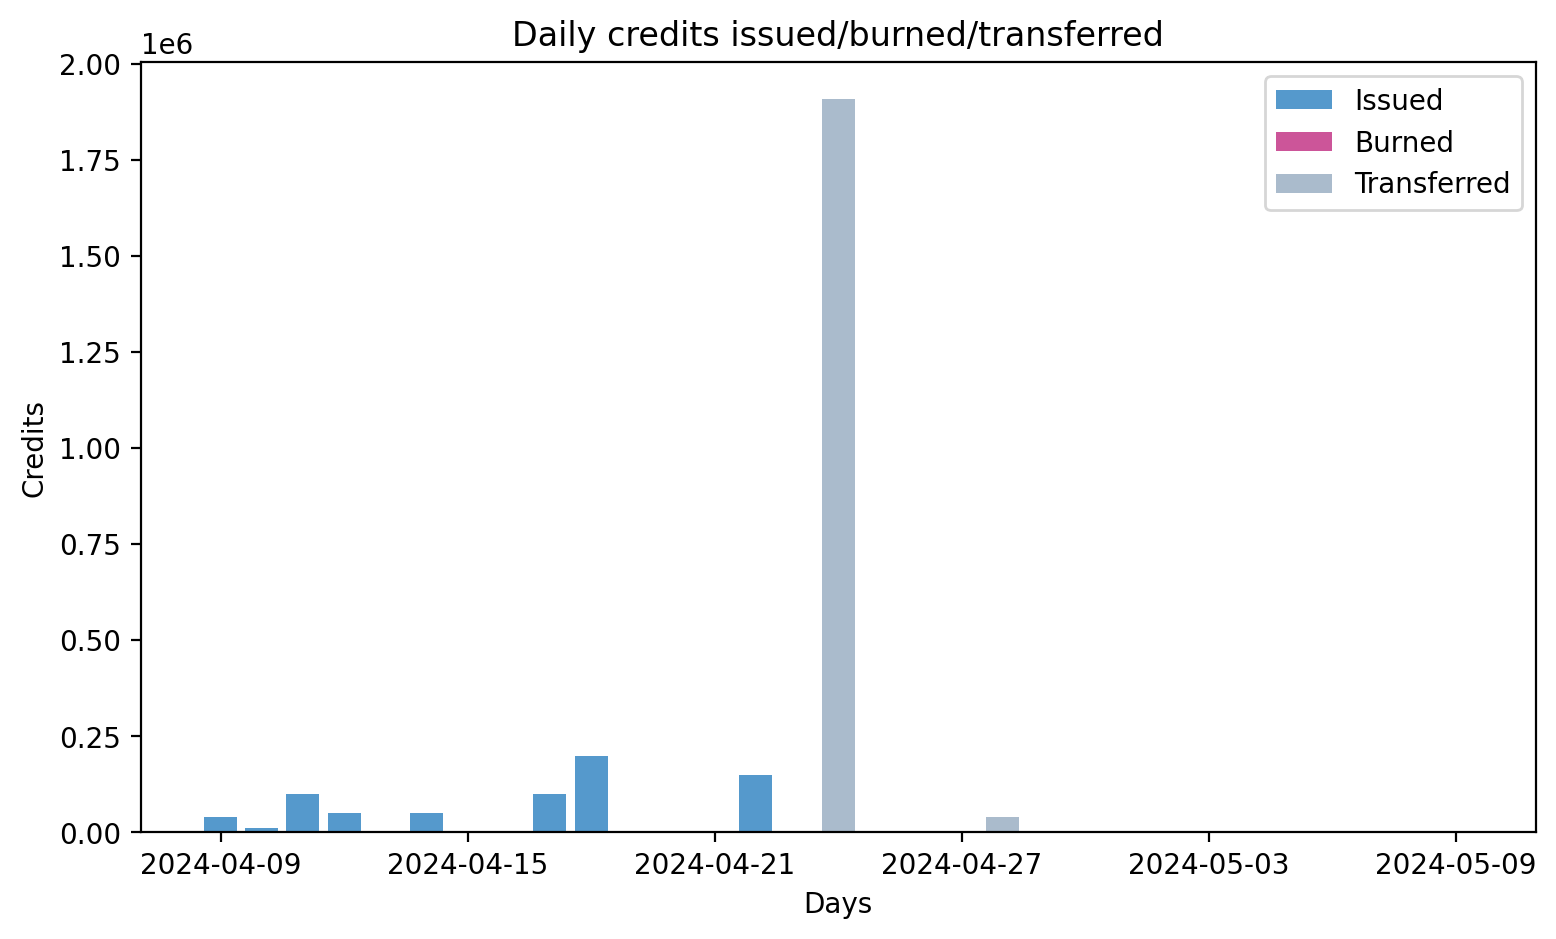 Daily credits issued/burned/transferred
1e6
2.00
1.75
1.50
1.25
1.00
0.75
0.50
0.25
0.00
Credits
Issued
Burned
Transferred
2024-04-09 2024-04-15 2024-04-21 2024-04-27 2024-05-03 2024-05-09
Days